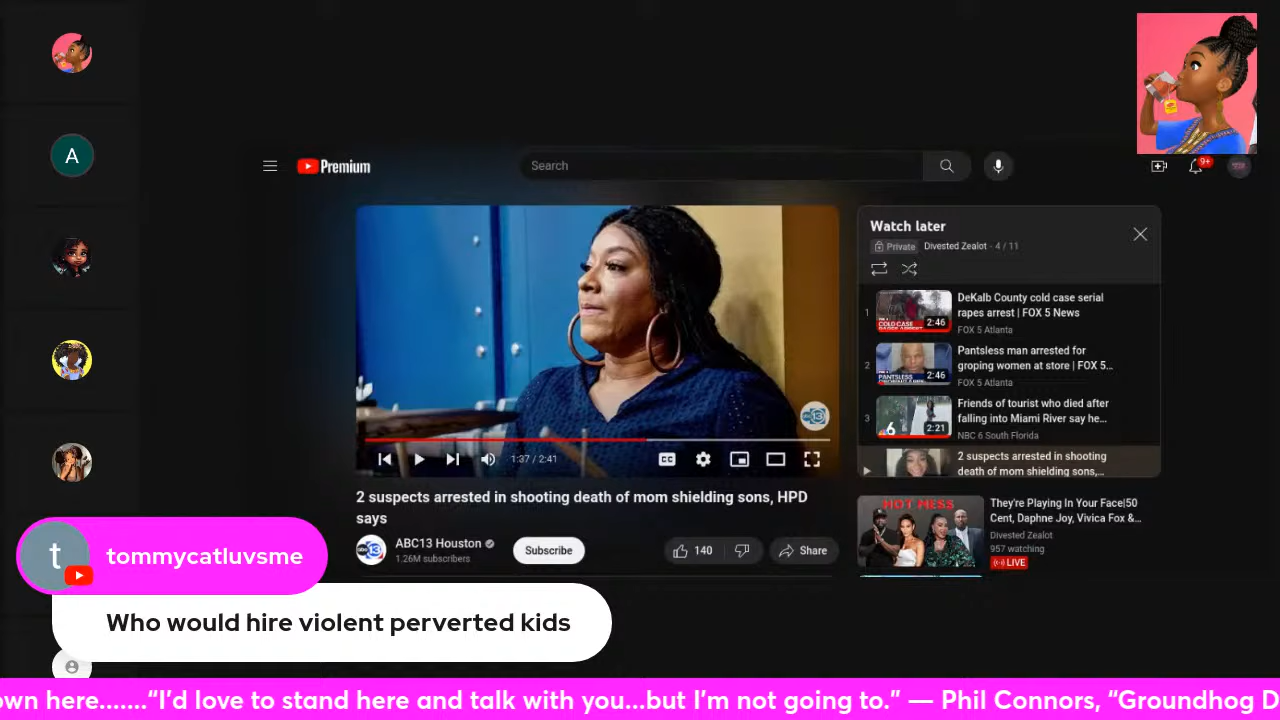 A
Premium
Search
9+
Watch later
Private Divested Zealot - 4 / 11
1
COLD CASE
2:46
DeKalb County cold case serial
rapes arrest | FOX 5 News
FOX 5 Atlanta
2
PANTSLESS
2:46
Pantsless man arrested for
groping women at store | FOX 5...
FOX 5 Atlanta
3
6
2:21
Friends of tourist who died after
falling into Miami River say he...
NBC 6 South Florida
2 suspects arrested in shooting
death of mom shielding sons,...
abc 13
CC
1:37 / 2:41
2 suspects arrested in shooting death of mom shielding sons, HPD
says
ABC13 Houston
1.26M subscribers
Subscribe
140
Share
HOT MESS
They're Playing In Your Face|50
Cent, Daphne Joy, Vivica Fox &...
Divested Zealot
957 watching
LIVE
t
tommycatluvsme
Who would hire violent perverted kids
own here.......“I’d love to stand here and talk with you...but I’m not going to.” — Phil Connors, “Groundhog D